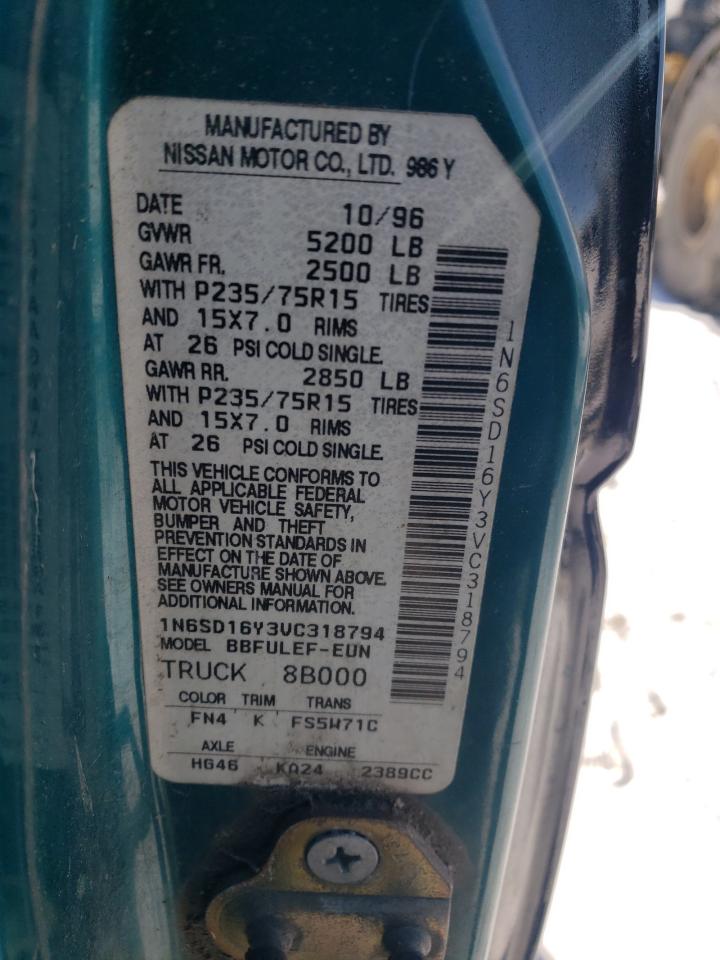 MANUFACTURED BY
NISSAN MOTOR CO., LTD. 986 Y
DATE 10/96
GVWR 5200 LB
GAWR FR. 2500 LB
WITH P235/75R15 TIRES
AND 15X7.0 RIMS
AT 26 PSI COLD SINGLE.
GAWR RR. 2850 LB
WITH P235/75R15 TIRES
AND 15X7.0 RIMS
AT 26 PSI COLD SINGLE.
THIS VEHICLE CONFORMS TO
ALL APPLICABLE FEDERAL
MOTOR VEHICLE SAFETY,
BUMPER AND THEFT
PREVENTION STANDARDS IN
EFFECT ON THE DATE OF
MANUFACTURE SHOWN ABOVE.
SEE OWNERS MANUAL FOR
ADDITIONAL INFORMATION
1N6SD16Y3VC318794
MODEL BBFULEF-EUN
TRUCK 8B000
COLOR TRIM TRANS
FN4 K FS5W71C
AXLE ENGINE
HG46 KA24 2389CC
1N6SD16Y3VC318794